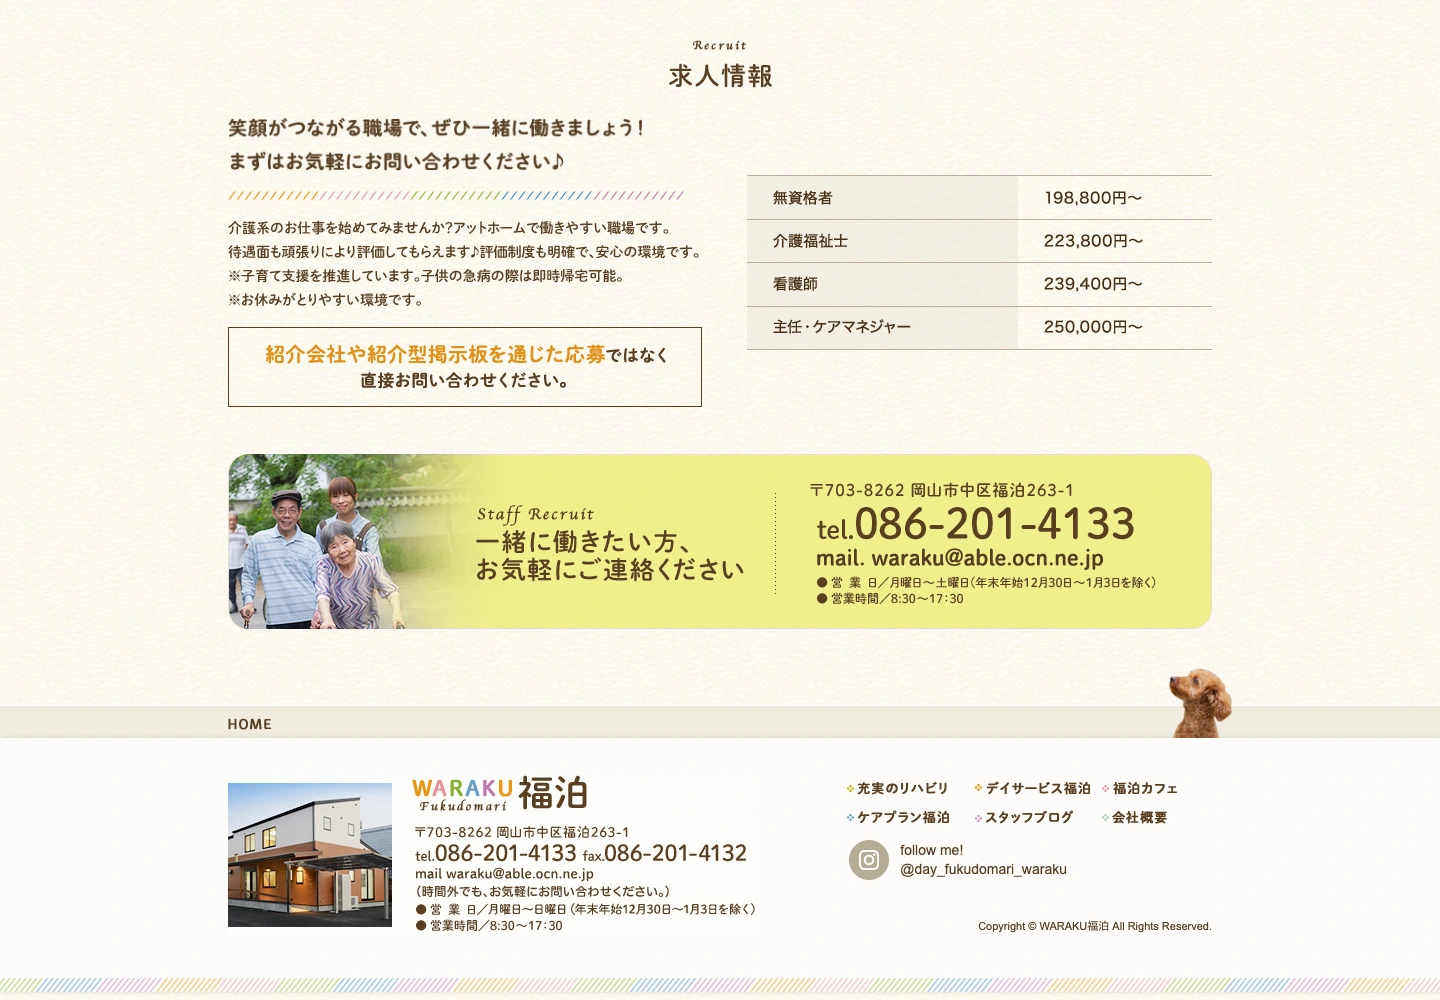 Recruit
求人情報
笑顔がつながる職場で、ぜひ一緒に働きましょう！
まずはお気軽にお問い合わせください♪
介護系のお仕事を始めてみませんか？アットホームで働きやすい職場です。
待遇面も頑張りにより評価してもらえます♪評価制度も明確で、安心の環境です。
※子育て支援を推進しています。子供の急病の際は即時帰宅可能。
※お休みがとりやすい環境です。
紹介会社や紹介型掲示板を通じた応募ではなく
直接お問い合わせください。
無資格者 198,800円〜
介護福祉士 223,800円〜
看護師 239,400円〜
主任・ケアマネジャー 250,000円〜
Staff Recruit
一緒に働きたい方、
お気軽にご連絡ください
〒703-8262 岡山市中区福泊263-1
tel.086-201-4133
mail. waraku@able.ocn.ne.jp
● 営 業 日／月曜日〜土曜日（年末年始12月30日〜1月3日を除く）
● 営業時間／8:30〜17:30
HOME
WARAKU 福泊
Fukudomari
〒703-8262 岡山市中区福泊263-1
tel.086-201-4133 fax.086-201-4132
mail waraku@able.ocn.ne.jp
（時間外でも、お気軽にお問い合わせください。）
● 営 業 日／月曜日〜日曜日（年末年始12月30日〜1月3日を除く）
● 営業時間／8:30〜17:30
充実のリハビリ デイサービス福泊 福泊カフェ
ケアプラン福泊 スタッフブログ 会社概要
follow me!
@day_fukudomari_waraku
Copyright © WARAKU福泊 All Rights Reserved.